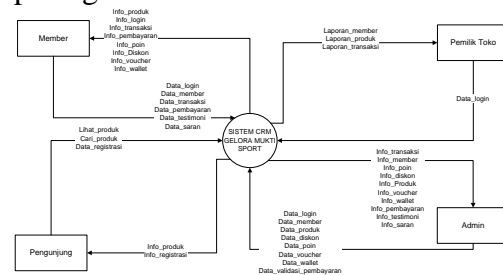 Info_produk
Info_login
Info_transaksi
Info_pembayaran
Info_poin
Info_Diskon
Info_voucher
Info_wallet
Member
Laporan_member
Laporan_produk
Laporan_transaksi
Pemilik Toko
Data_login
Data_member
Data_transaksi
Data_pembayaran
Data_testimoni
Data_saran
Data_login
Lihat_produk
Cari_produk
Data_registrasi
SISTEM CRM
GELORA MUKTI
SPORT
Info_transaksi
Info_member
Info_poin
Info_diskon
Info_Produk
Info_voucher
Info_wallet
Info_pembayaran
Info_testimoni
Info_saran
Pengunjung
Info_produk
Info_registrasi
Data_login
Data_member
Data_produk
Data_diskon
Data_poin
Data_voucher
Data_wallet
Data_validasi_pembayaran
Admin